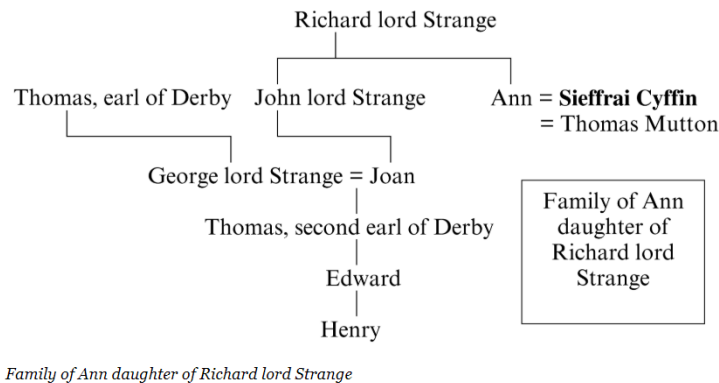 Richard lord Strange
Thomas, earl of Derby John lord Strange Ann = Sieffrai Cyffin
= Thomas Mutton
George lord Strange = Joan
Thomas, second earl of Derby
Edward
Henry
Family of Ann
daughter of
Richard lord
Strange
Family of Ann daughter of Richard lord Strange